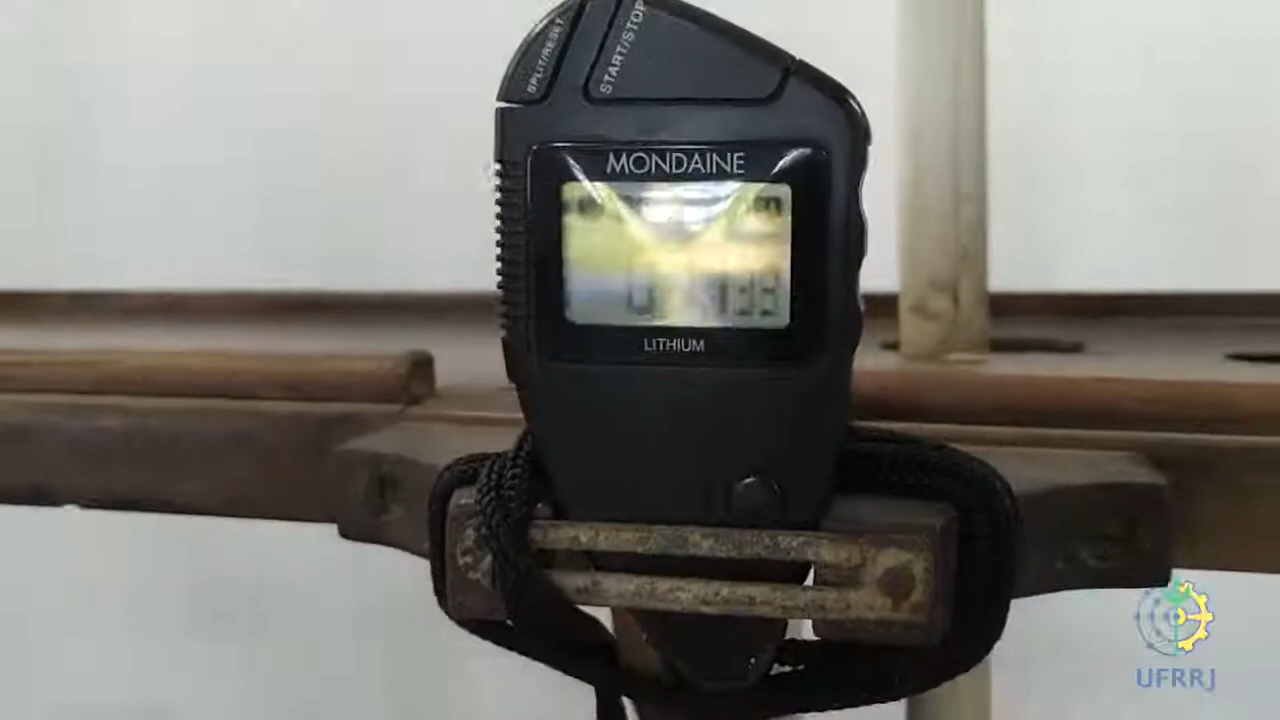 SPLIT/RESET
START/STOP
MONDAINE
LITHIUM
UFRRJ